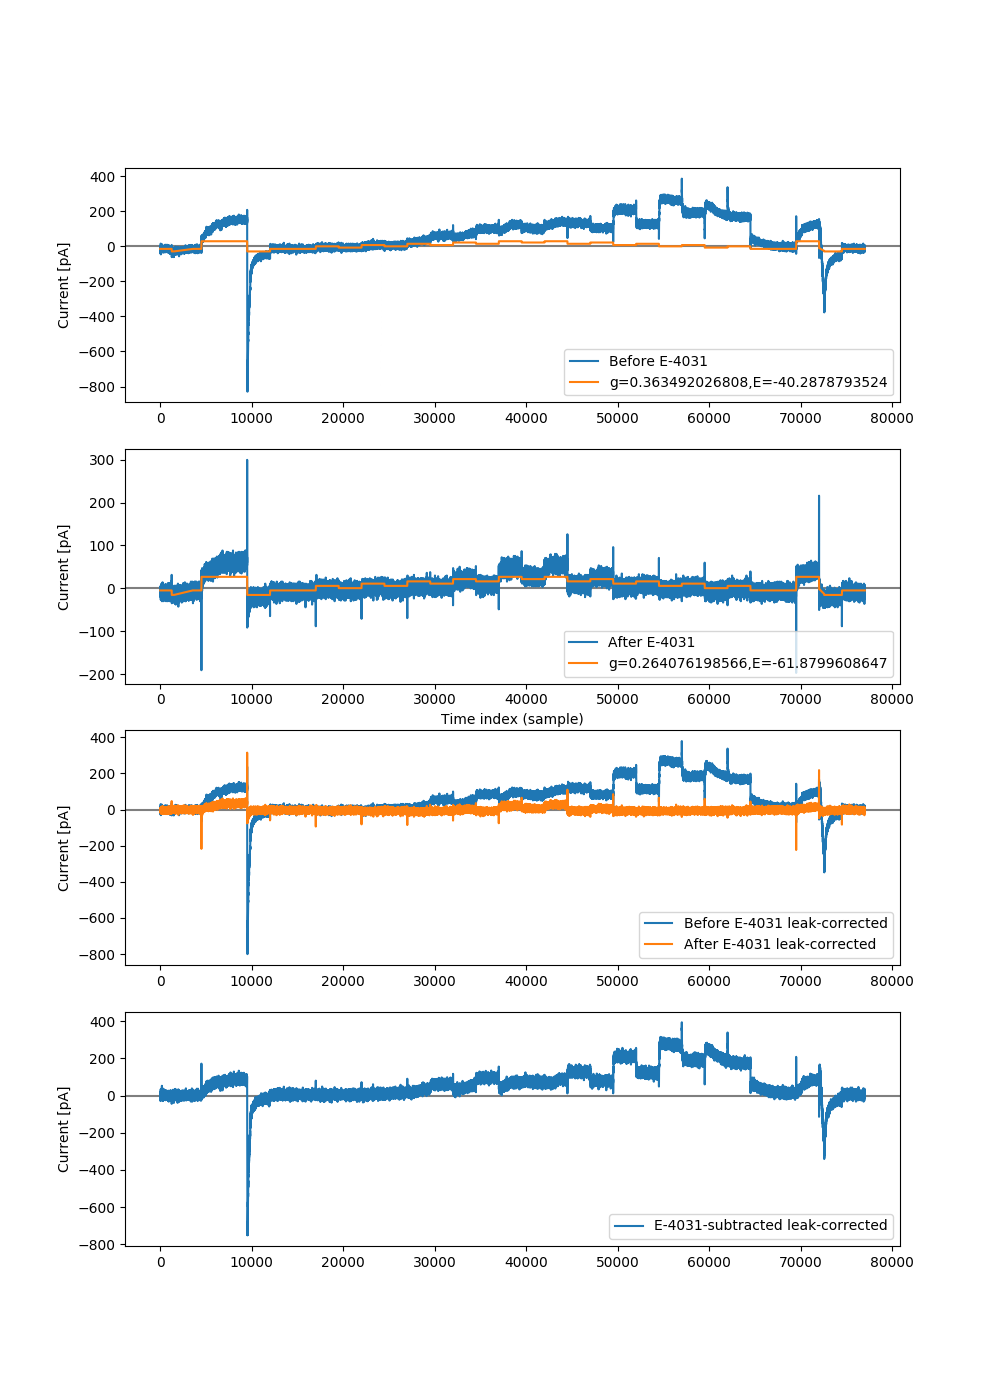 400
200
0
−200
−400
−600
−800
Current [pA]
Before E-4031
g=0.363492026808,E=-40.2878793524
0 10000 20000 30000 40000 50000 60000 70000 80000
300
200
100
0
−100
−200
Current [pA]
After E-4031
g=0.264076198566,E=-61.8799608647
0 10000 20000 30000 40000 50000 60000 70000 80000
Time index (sample)
400
200
0
−200
−400
−600
−800
Current [pA]
Before E-4031 leak-corrected
After E-4031 leak-corrected
0 10000 20000 30000 40000 50000 60000 70000 80000
400
200
0
−200
−400
−600
−800
Current [pA]
E-4031-subtracted leak-corrected
0 10000 20000 30000 40000 50000 60000 70000 80000